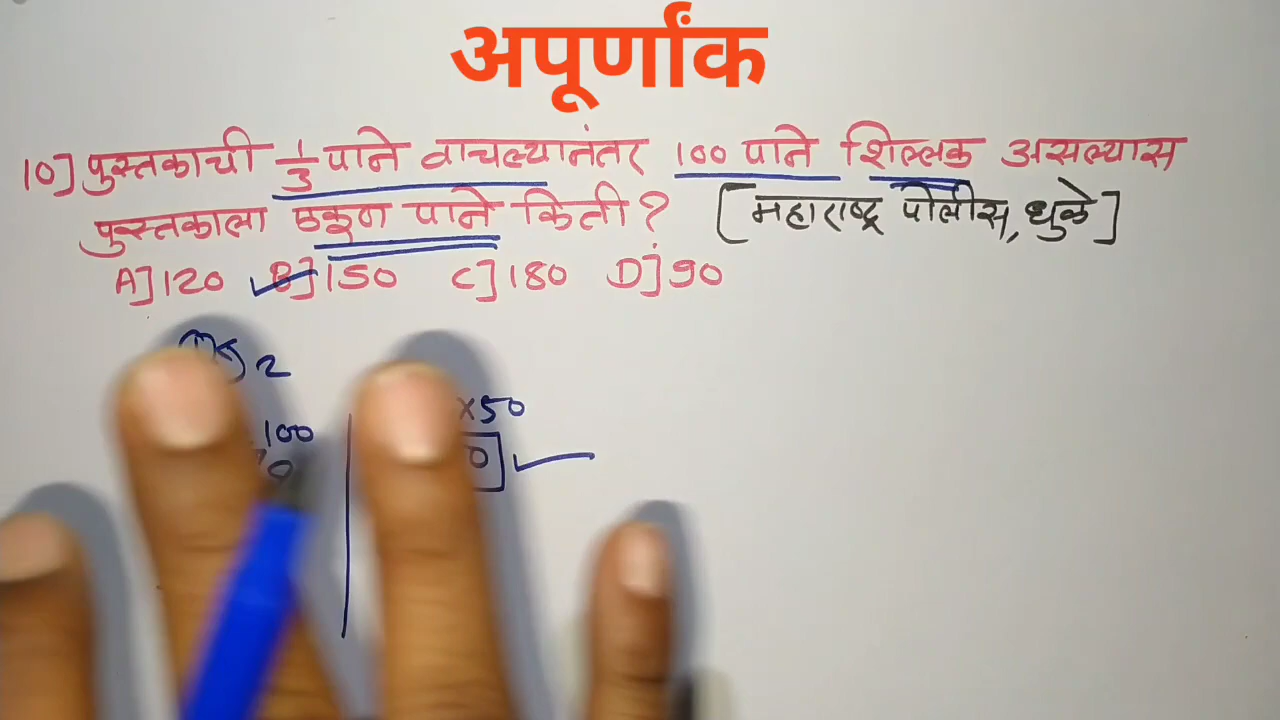 अपूर्णांक
10] पुस्तकाची 1/3 पाने वाचल्यानंतर 100 पाने शिल्लक असल्यास
पुस्तकाला एकूण पाने किती? [महाराष्ट्र पोलीस, धुळे]
A] 120 B] 150 C] 180 D] 90
2
100
×50